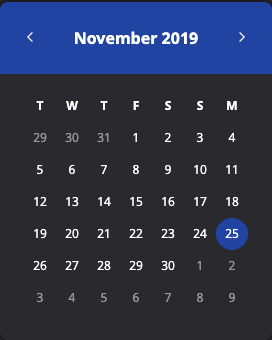 November 2019
T W T F S S M
29 30 31 1 2 3 4
5 6 7 8 9 10 11
12 13 14 15 16 17 18
19 20 21 22 23 24 25
26 27 28 29 30 1 2
3 4 5 6 7 8 9